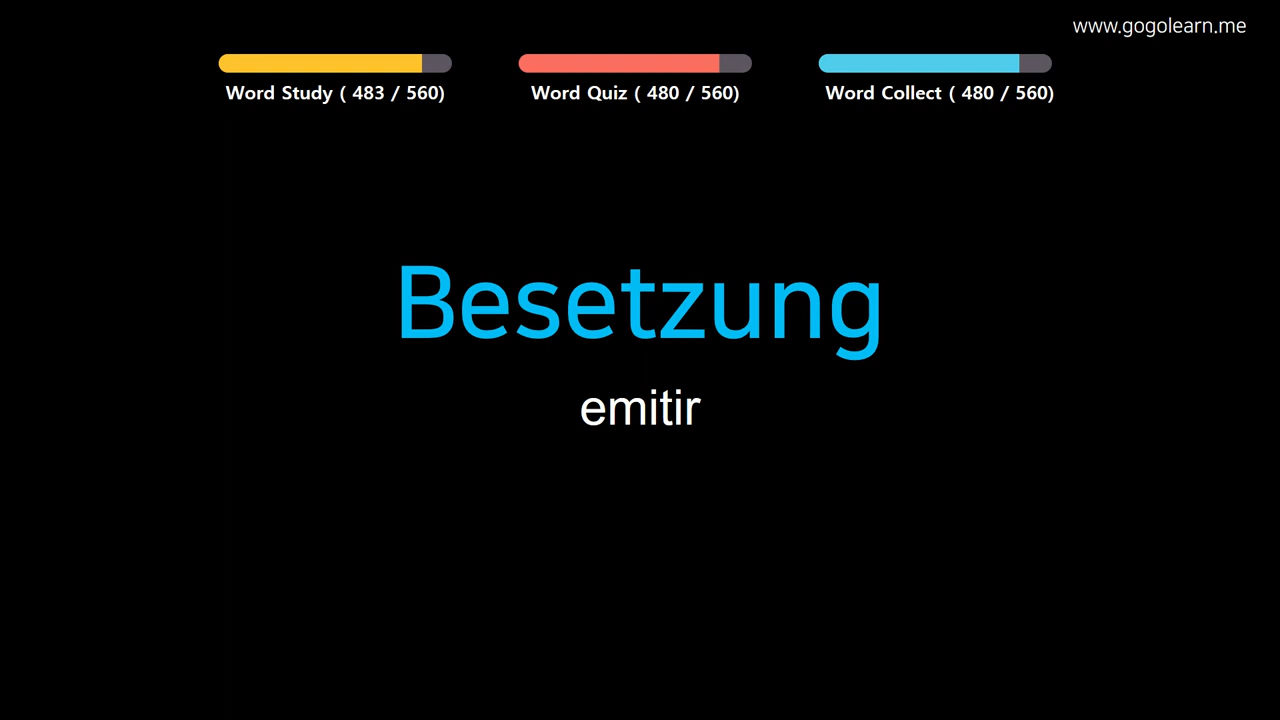 www.gogolearn.me
Word Study ( 483 / 560)
Word Quiz ( 480 / 560)
Word Collect ( 480 / 560)
Besetzung
emitir